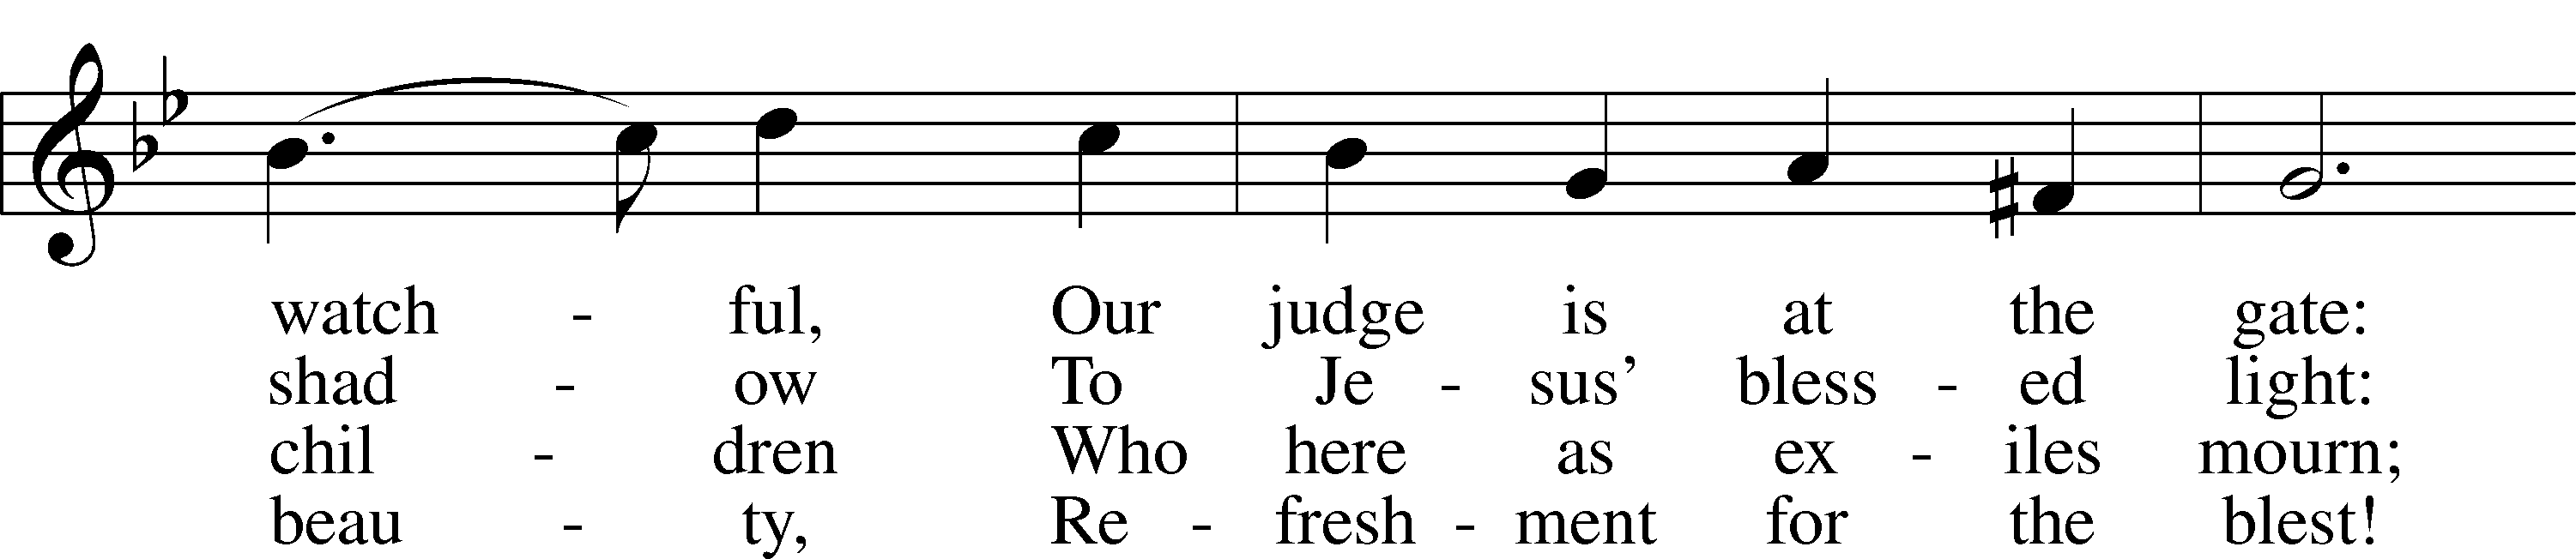 watch - ful, Our judge is at the gate:
shad - ow To Je - sus’ bless - ed light:
chil - dren Who here as ex - iles mourn;
beau - ty, Re - fresh - ment for the blest!